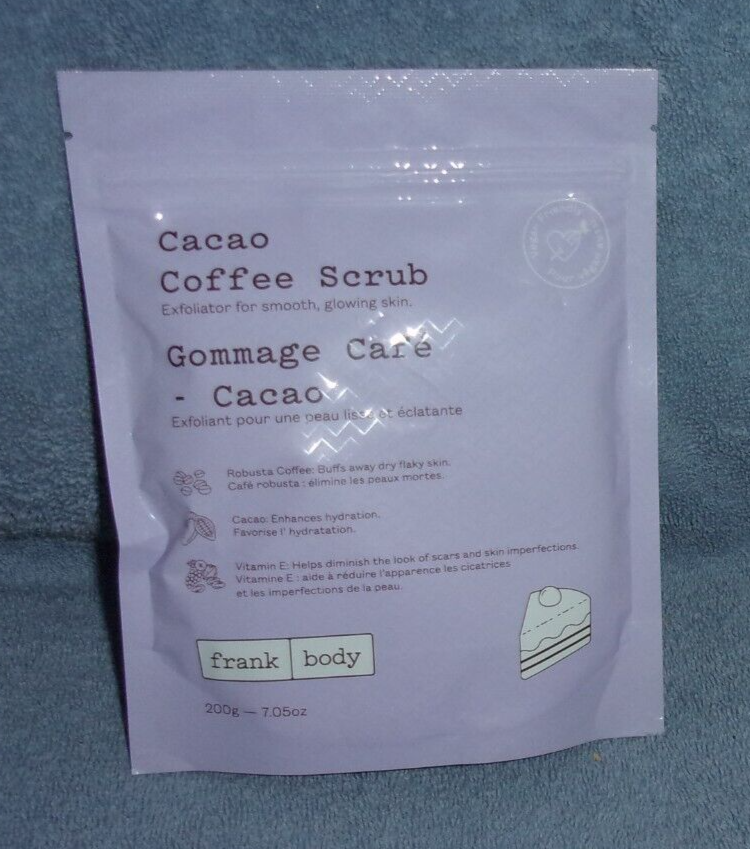 Cacao
Coffee Scrub
Exfoliator for smooth, glowing skin.
Gommage Café
- Cacao
Exfoliant pour une peau lisse et éclatante
Robusta Coffee: Buffs away dry flaky skin.
Café robusta : élimine les peaux mortes.
Cacao: Enhances hydration.
Favorise l' hydratation.
Vitamin E: Helps diminish the look of scars and skin imperfections.
Vitamine E : aide à réduire l'apparence les cicatrices
et les imperfections de la peau.
frank body
200g — 7.05oz